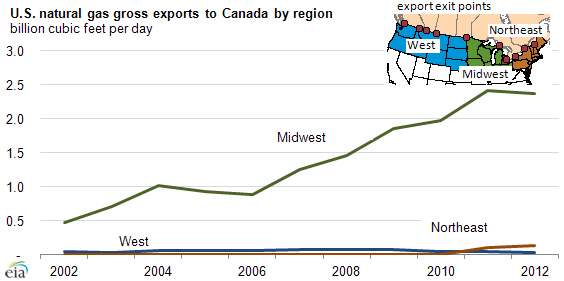 U.S. natural gas gross exports to Canada by region
billion cubic feet per day
export exit points
Northeast
West
Midwest
3.0
2.5
2.0
1.5
1.0
0.5
-
Midwest
Northeast
West
2002 2004 2006 2008 2010 2012
eia